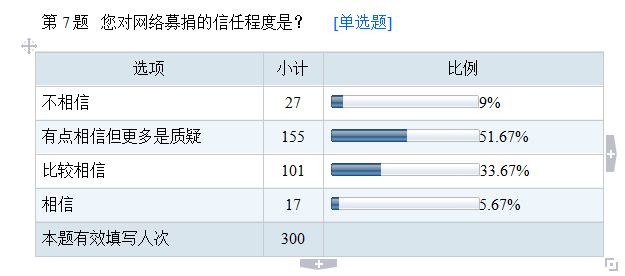 第 7 题 您对网络募捐的信任程度是? [单选题]
选项 小计 比例
不相信 27 9%
有点相信但更多是质疑 155 51.67%
比较相信 101 33.67%
相信 17 5.67%
本题有效填写人次 300